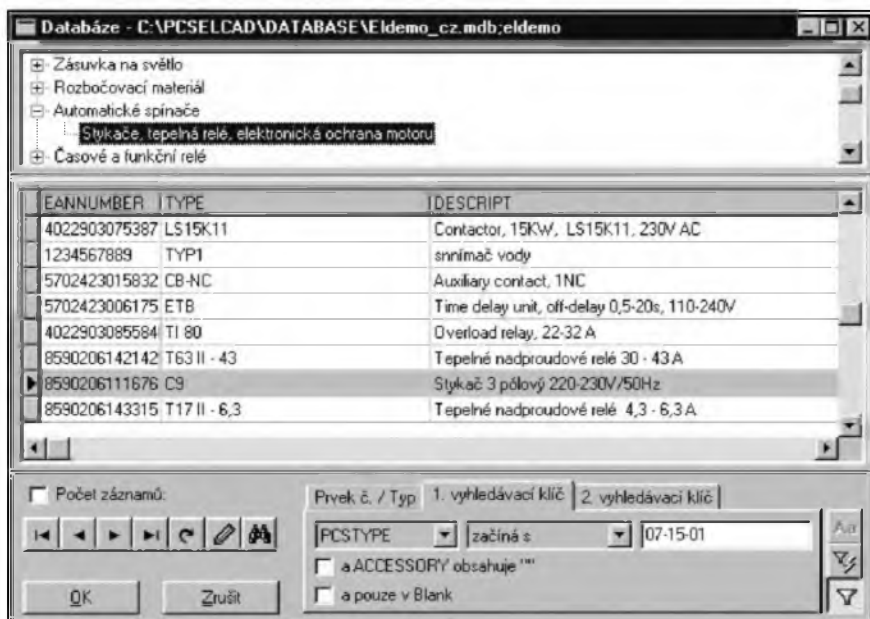 Databáze - C:\PCSELCAD\DATABASE\Eldemo_cz.mdb;eldemo
Zásuvka na světlo
Rozbočovací materiál
Automatické spínače
Stykače, tepelná relé, elektronická ochrana motoru
Časové a funkční relé
EANNUMBER TYPE DESCRIPT
4022903075387 LS15K11 Contactor, 15KW, LS15K11, 230V AC
1234567889 TYP1 snnímač vody
5702423015832 CB-NC Auxiliary contact, 1NC
5702423006175 ETB Time delay unit, off-delay 0,5-20s, 110-240V
4022903085584 TI 80 Overload relay, 22-32 A
8590206142142 T63 II - 43 Tepelné nadproudové relé 30 - 43 A
8590206111676 C9 Stykač 3 pólový 220-230V/50Hz
8590206143315 T17 II - 6,3 Tepelné nadproudové relé 4,3 - 6,3 A
Počet záznamů:
Prvek č. / Typ 1. vyhledávací klíč 2. vyhledávací klíč
PCSTYPE začíná s 07-15-01
Aa
a ACCESSORY obsahuje ""
a pouze v Blank
OK Zrušit